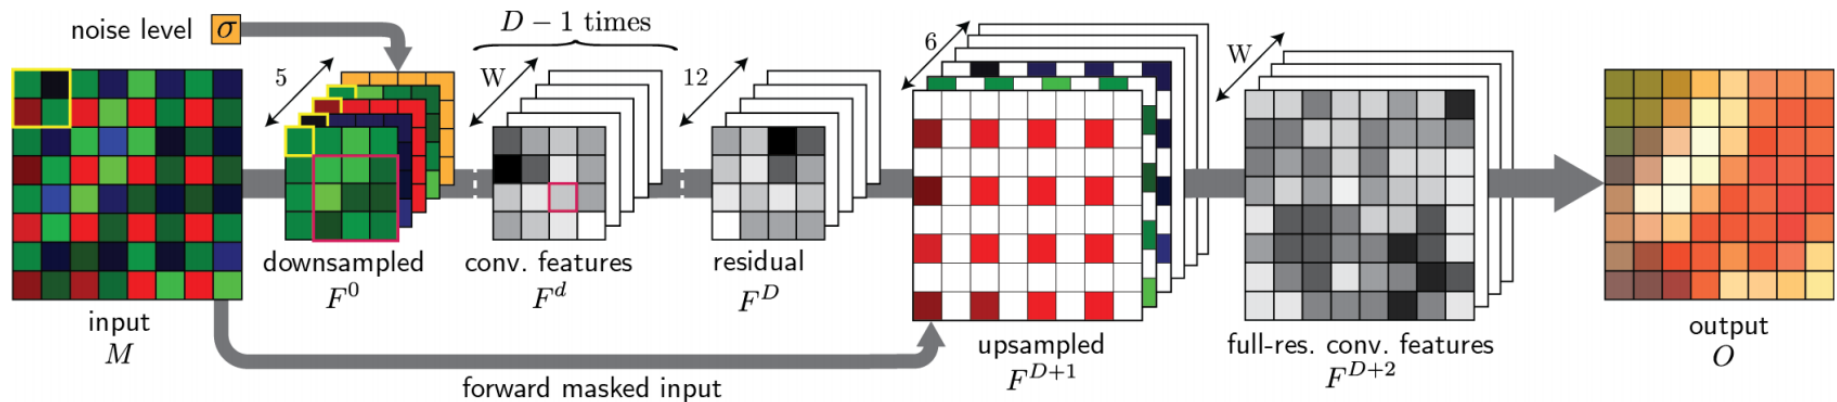 noise level σ
D − 1 times
5
W
12
6
W
downsampled
F^0
conv. features
F^d
residual
F^D
input
M
upsampled
F^{D+1}
full-res. conv. features
F^{D+2}
output
O
forward masked input